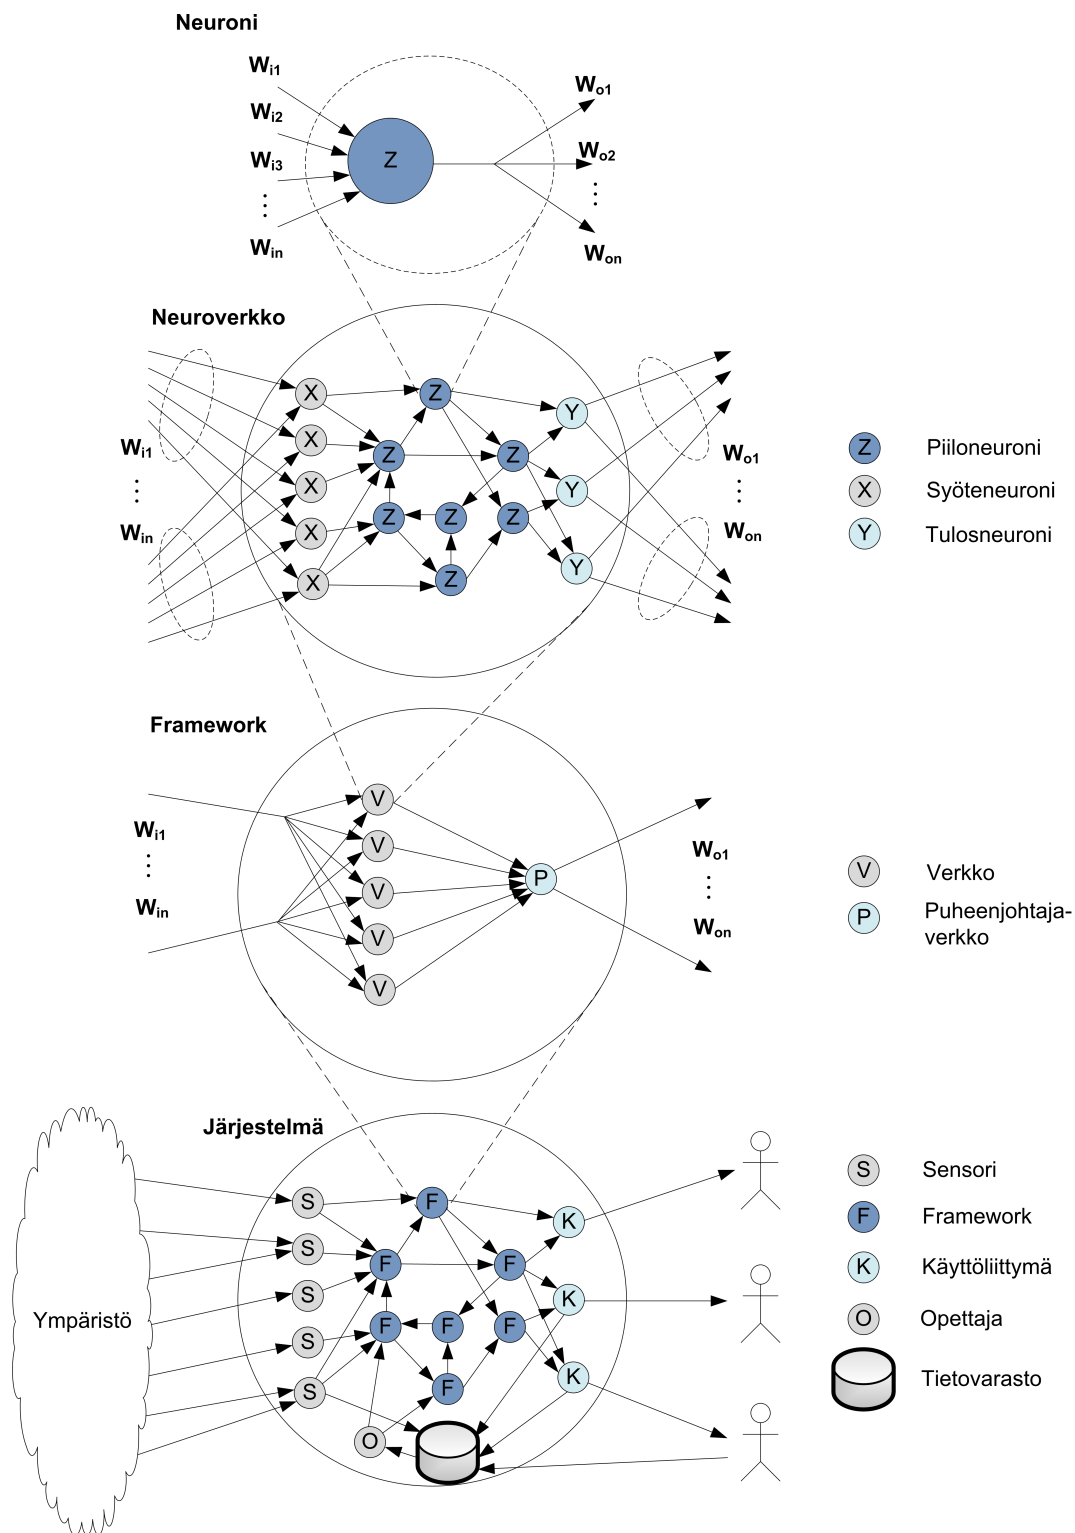 Neuroni
Wi1
Wi2
Wi3
⋮
Win
Z
Wo1
Wo2
⋮
Won
Neuroverkko
Wi1
⋮
Win
X
X
X
X
X
Z
Z
Z
Z
Z
Z
Z
Y
Y
Y
Wo1
⋮
Won
Z Piiloneuroni
X Syöteneuroni
Y Tulosneuroni
Framework
Wi1
⋮
Win
V
V
V
V
V
P
Wo1
⋮
Won
V Verkko
P Puheenjohtaja-
verkko
Järjestelmä
Ympäristö
S
S
S
S
S
F
F
F
F
F
F
F
K
K
K
O
S Sensori
F Framework
K Käyttöliittymä
O Opettaja
Tietovarasto